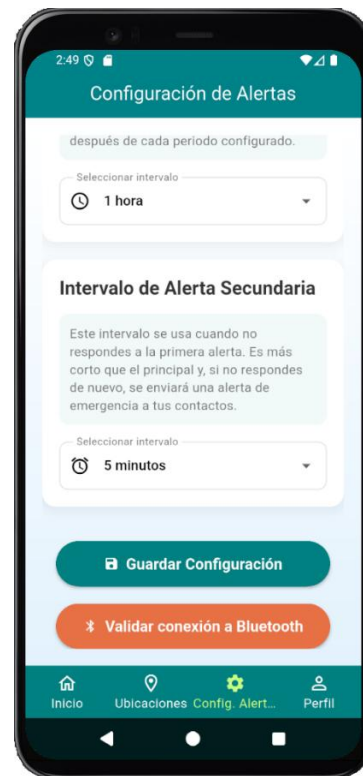 2:49
Configuración de Alertas
después de cada periodo configurado.
Seleccionar intervalo
1 hora
Intervalo de Alerta Secundaria
Este intervalo se usa cuando no
respondes a la primera alerta. Es más
corto que el principal y, si no respondes
de nuevo, se enviará una alerta de
emergencia a tus contactos.
Seleccionar intervalo
5 minutos
Guardar Configuración
Validar conexión a Bluetooth
Inicio
Ubicaciones
Config. Alert...
Perfil